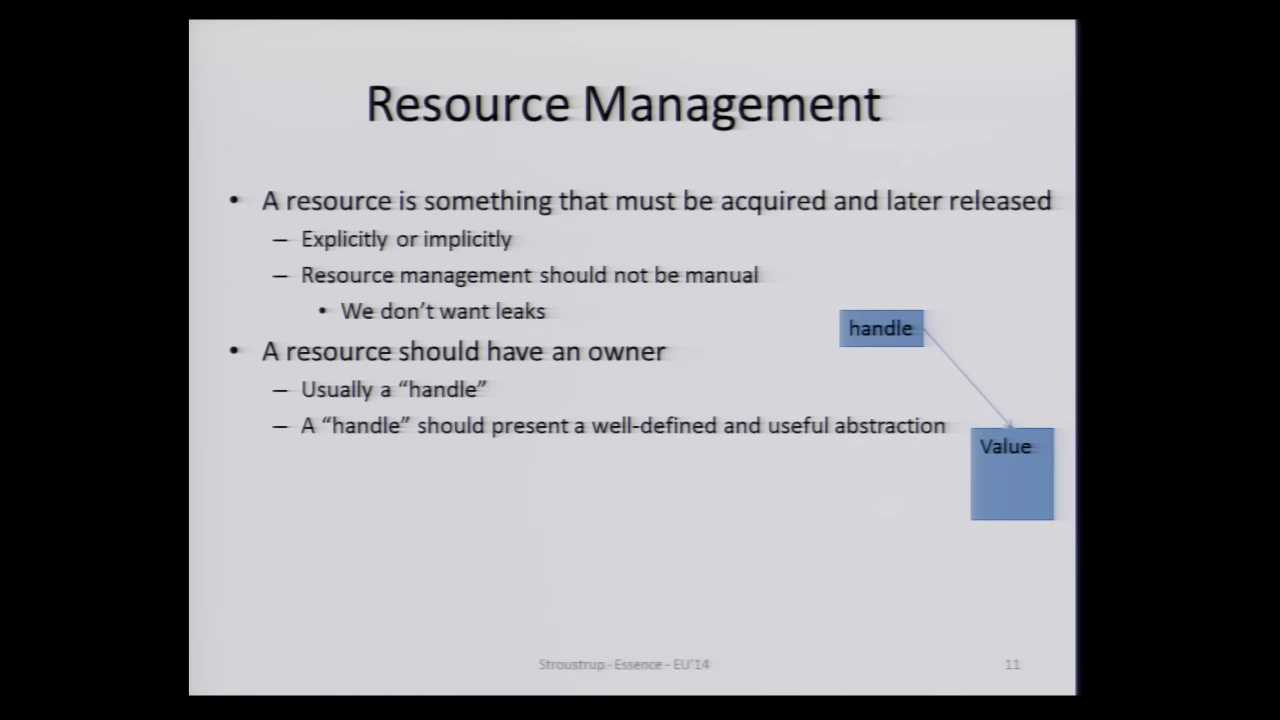 Resource Management
• A resource is something that must be acquired and later released
– Explicitly or implicitly
– Resource management should not be manual
• We don't want leaks
• A resource should have an owner
– Usually a “handle”
– A “handle” should present a well-defined and useful abstraction
handle
Value
Stroustrup - Essence - EU'14
11